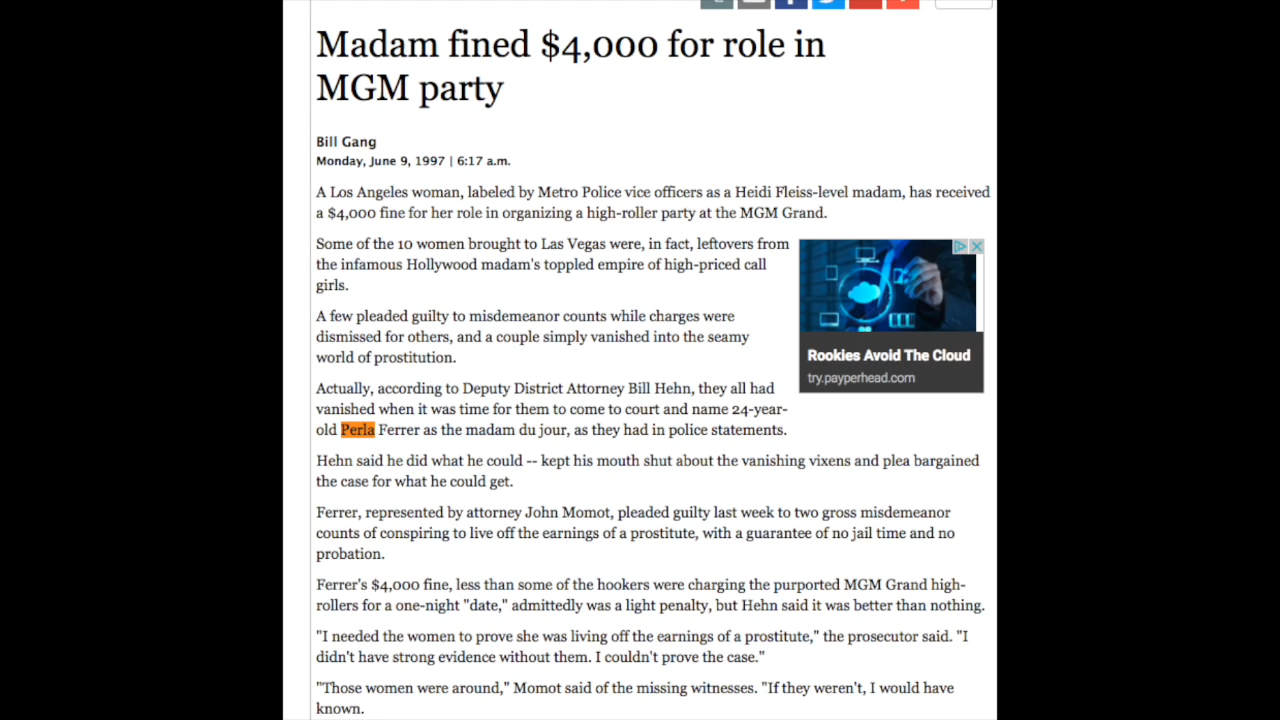 Madam fined $4,000 for role in
MGM party
Bill Gang
Monday, June 9, 1997 | 6:17 a.m.
A Los Angeles woman, labeled by Metro Police vice officers as a Heidi Fleiss-level madam, has received
a $4,000 fine for her role in organizing a high-roller party at the MGM Grand.
Some of the 10 women brought to Las Vegas were, in fact, leftovers from
the infamous Hollywood madam's toppled empire of high-priced call
girls.
A few pleaded guilty to misdemeanor counts while charges were
dismissed for others, and a couple simply vanished into the seamy
world of prostitution.
Rookies Avoid The Cloud
try.payperhead.com
Actually, according to Deputy District Attorney Bill Hehn, they all had
vanished when it was time for them to come to court and name 24-year-
old Perla Ferrer as the madam du jour, as they had in police statements.
Hehn said he did what he could -- kept his mouth shut about the vanishing vixens and plea bargained
the case for what he could get.
Ferrer, represented by attorney John Momot, pleaded guilty last week to two gross misdemeanor
counts of conspiring to live off the earnings of a prostitute, with a guarantee of no jail time and no
probation.
Ferrer's $4,000 fine, less than some of the hookers were charging the purported MGM Grand high-
rollers for a one-night "date," admittedly was a light penalty, but Hehn said it was better than nothing.
"I needed the women to prove she was living off the earnings of a prostitute," the prosecutor said. "I
didn't have strong evidence without them. I couldn't prove the case."
"Those women were around," Momot said of the missing witnesses. "If they weren't, I would have
known.